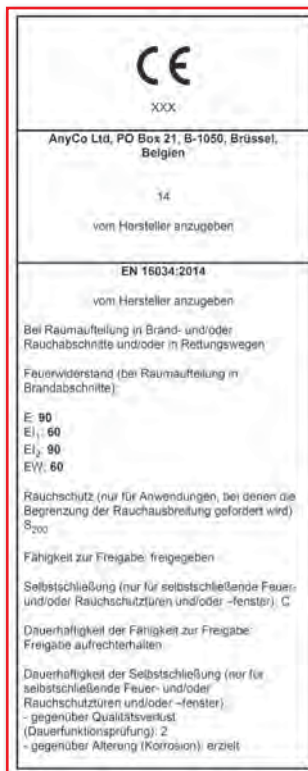 CE
XXX
AnyCo Ltd, PO Box 21, B-1050, Brüssel,
Belgien
14
vom Hersteller anzugeben
EN 16034:2014
vom Hersteller anzugeben
Bei Raumaufteilung in Brand- und/oder
Rauchabschnitte und/oder in Rettungswegen
Feuerwiderstand (bei Raumaufteilung in
Brandabschnitte):
E: 90
EI₁: 60
EI₂: 90
EW: 60
Rauchschutz (nur für Anwendungen, bei denen die
Begrenzung der Rauchausbreitung gefordert wird)
S₂₀₀
Fähigkeit zur Freigabe: freigegeben
Selbstschließung (nur für selbstschließende Feuer-
und/oder Rauchschutztüren und/oder –fenster): C
Dauerhaftigkeit der Fähigkeit zur Freigabe:
Freigabe aufrechterhalten
Dauerhaftigkeit der Selbstschließung (nur für
selbstschließende Feuer- und/oder
Rauchschutztüren und/oder –fenster)
- gegenüber Qualitätsverlust
(Dauerfunktionsprüfung): 2
- gegenüber Alterung (Korrosion): erzielt